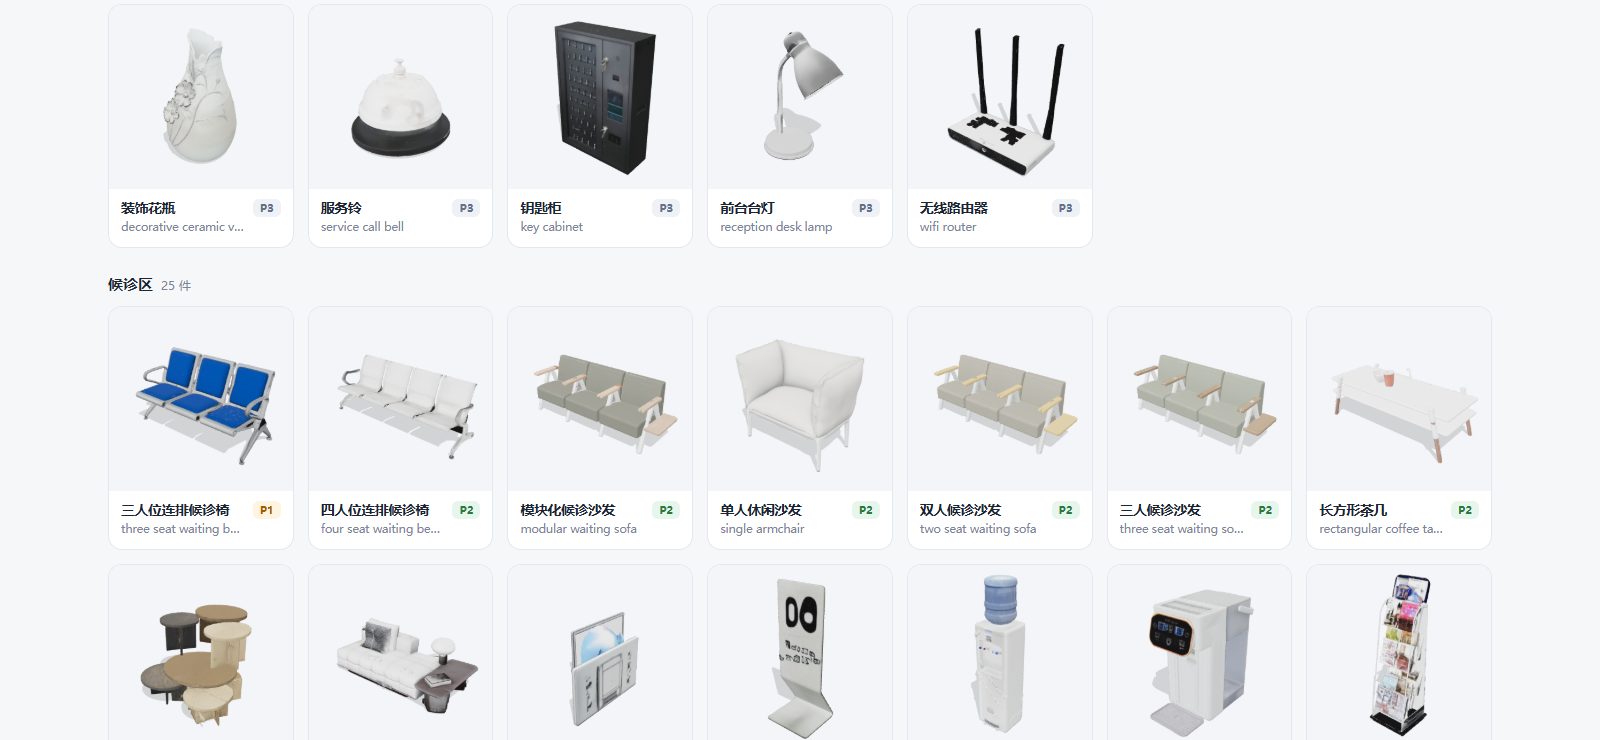 装饰花瓶 P3
decorative ceramic v...
服务铃 P3
service call bell
钥匙柜 P3
key cabinet
前台台灯 P3
reception desk lamp
无线路由器 P3
wifi router
候诊区 25 件
三人位连排候诊椅 P1
three seat waiting b...
四人位连排候诊椅 P2
four seat waiting be...
模块化候诊沙发 P2
modular waiting sofa
单人休闲沙发 P2
single armchair
双人候诊沙发 P2
two seat waiting sofa
三人候诊沙发 P2
three seat waiting so...
长方形茶几 P2
rectangular coffee ta...